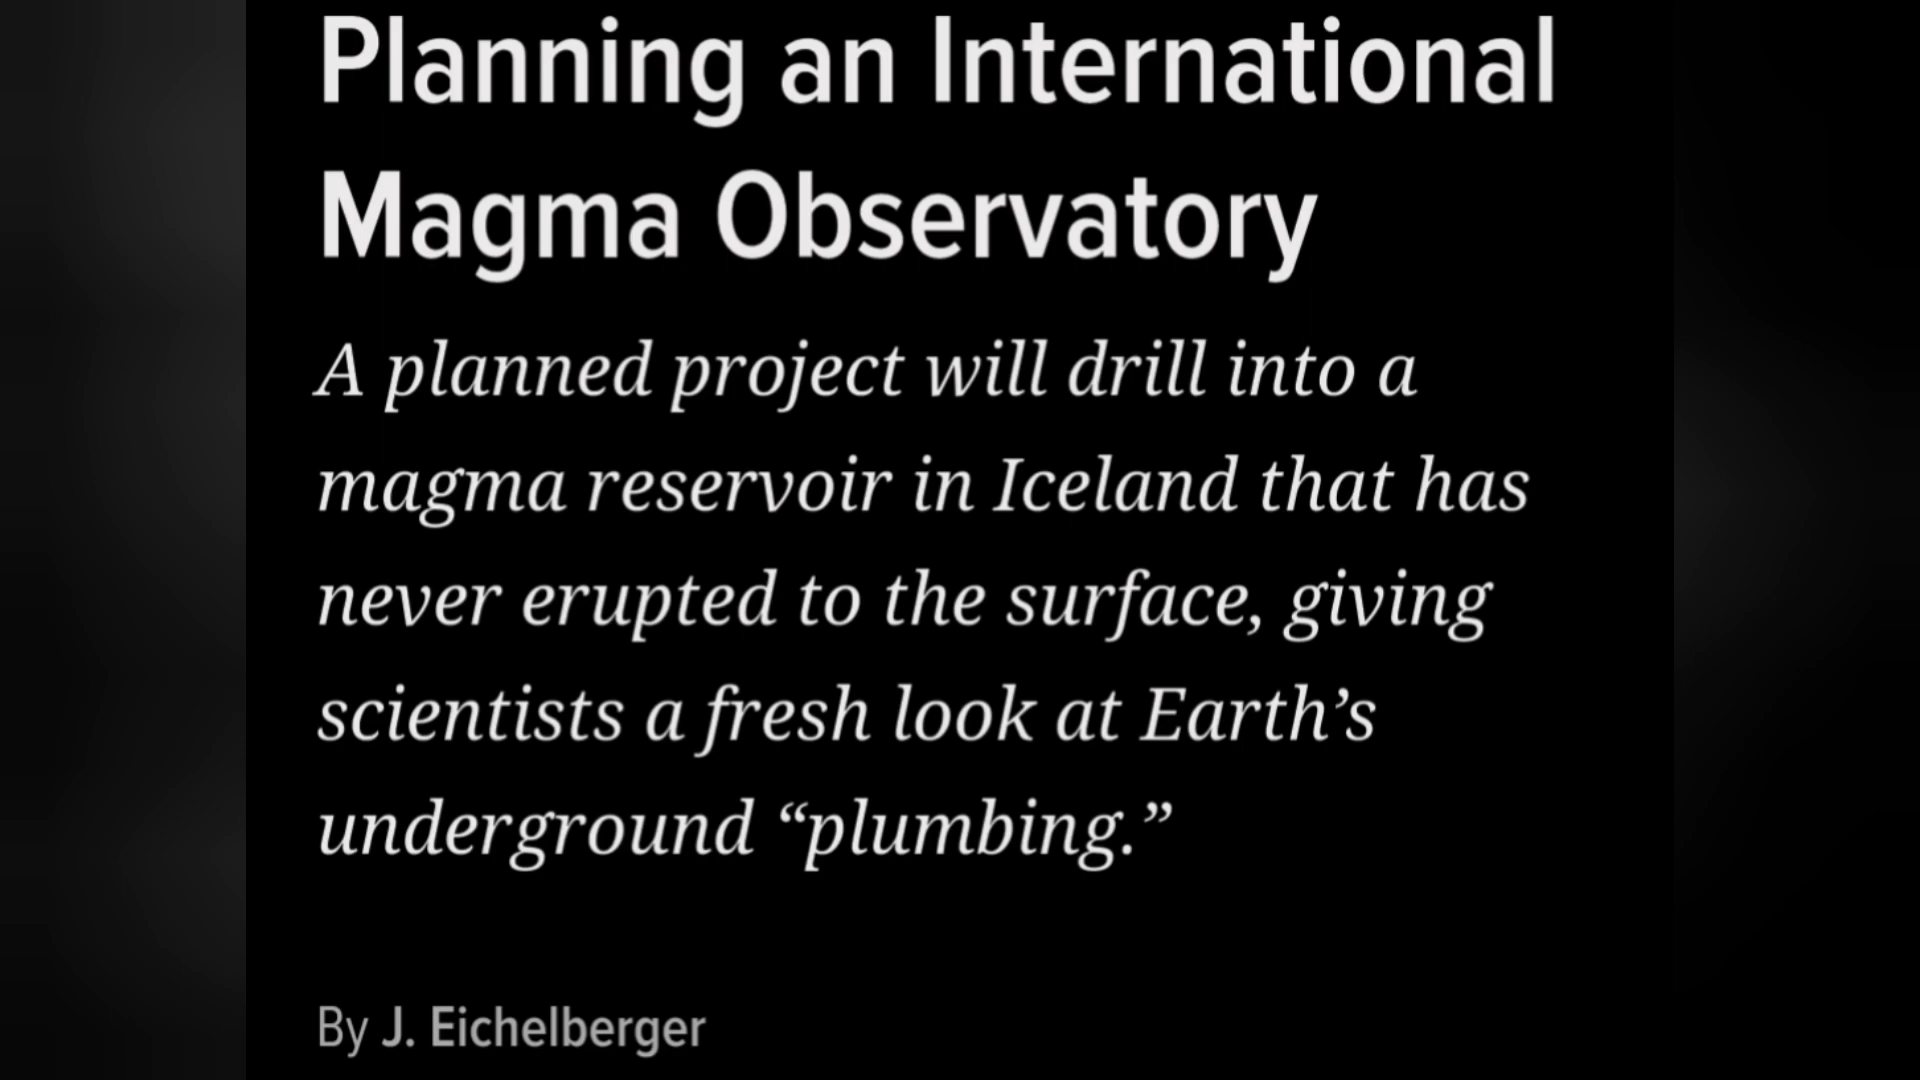 Planning an International
Magma Observatory
A planned project will drill into a
magma reservoir in Iceland that has
never erupted to the surface, giving
scientists a fresh look at Earth’s
underground “plumbing.”
By J. Eichelberger